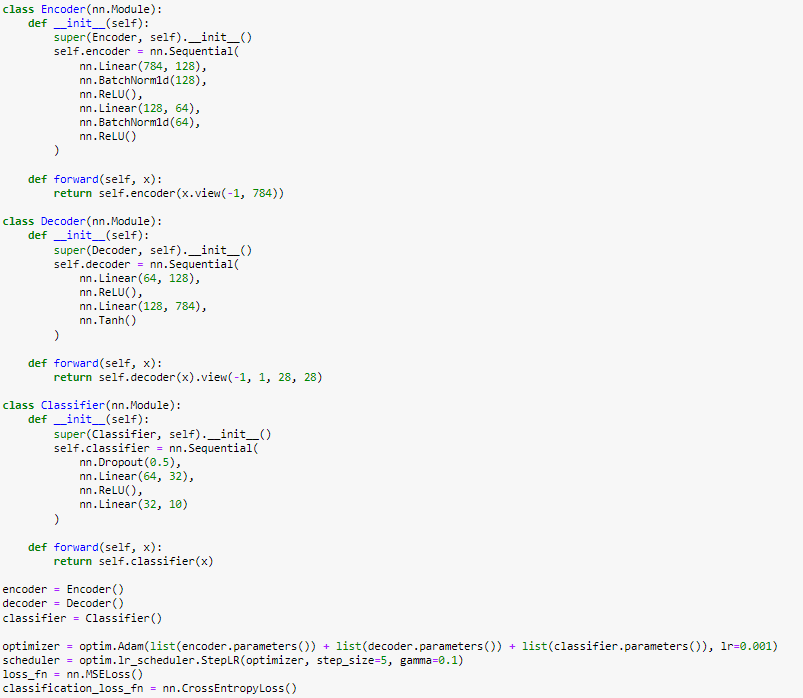 class Encoder(nn.Module):
    def __init__(self):
        super(Encoder, self).__init__()
        self.encoder = nn.Sequential(
            nn.Linear(784, 128),
            nn.BatchNorm1d(128),
            nn.ReLU(),
            nn.Linear(128, 64),
            nn.BatchNorm1d(64),
            nn.ReLU()
        )

    def forward(self, x):
        return self.encoder(x.view(-1, 784))

class Decoder(nn.Module):
    def __init__(self):
        super(Decoder, self).__init__()
        self.decoder = nn.Sequential(
            nn.Linear(64, 128),
            nn.ReLU(),
            nn.Linear(128, 784),
            nn.Tanh()
        )

    def forward(self, x):
        return self.decoder(x).view(-1, 1, 28, 28)

class Classifier(nn.Module):
    def __init__(self):
        super(Classifier, self).__init__()
        self.classifier = nn.Sequential(
            nn.Dropout(0.5),
            nn.Linear(64, 32),
            nn.ReLU(),
            nn.Linear(32, 10)
        )

    def forward(self, x):
        return self.classifier(x)

encoder = Encoder()
decoder = Decoder()
classifier = Classifier()

optimizer = optim.Adam(list(encoder.parameters()) + list(decoder.parameters()) + list(classifier.parameters()), lr=0.001)
scheduler = optim.lr_scheduler.StepLR(optimizer, step_size=5, gamma=0.1)
loss_fn = nn.MSELoss()
classification_loss_fn = nn.CrossEntropyLoss()